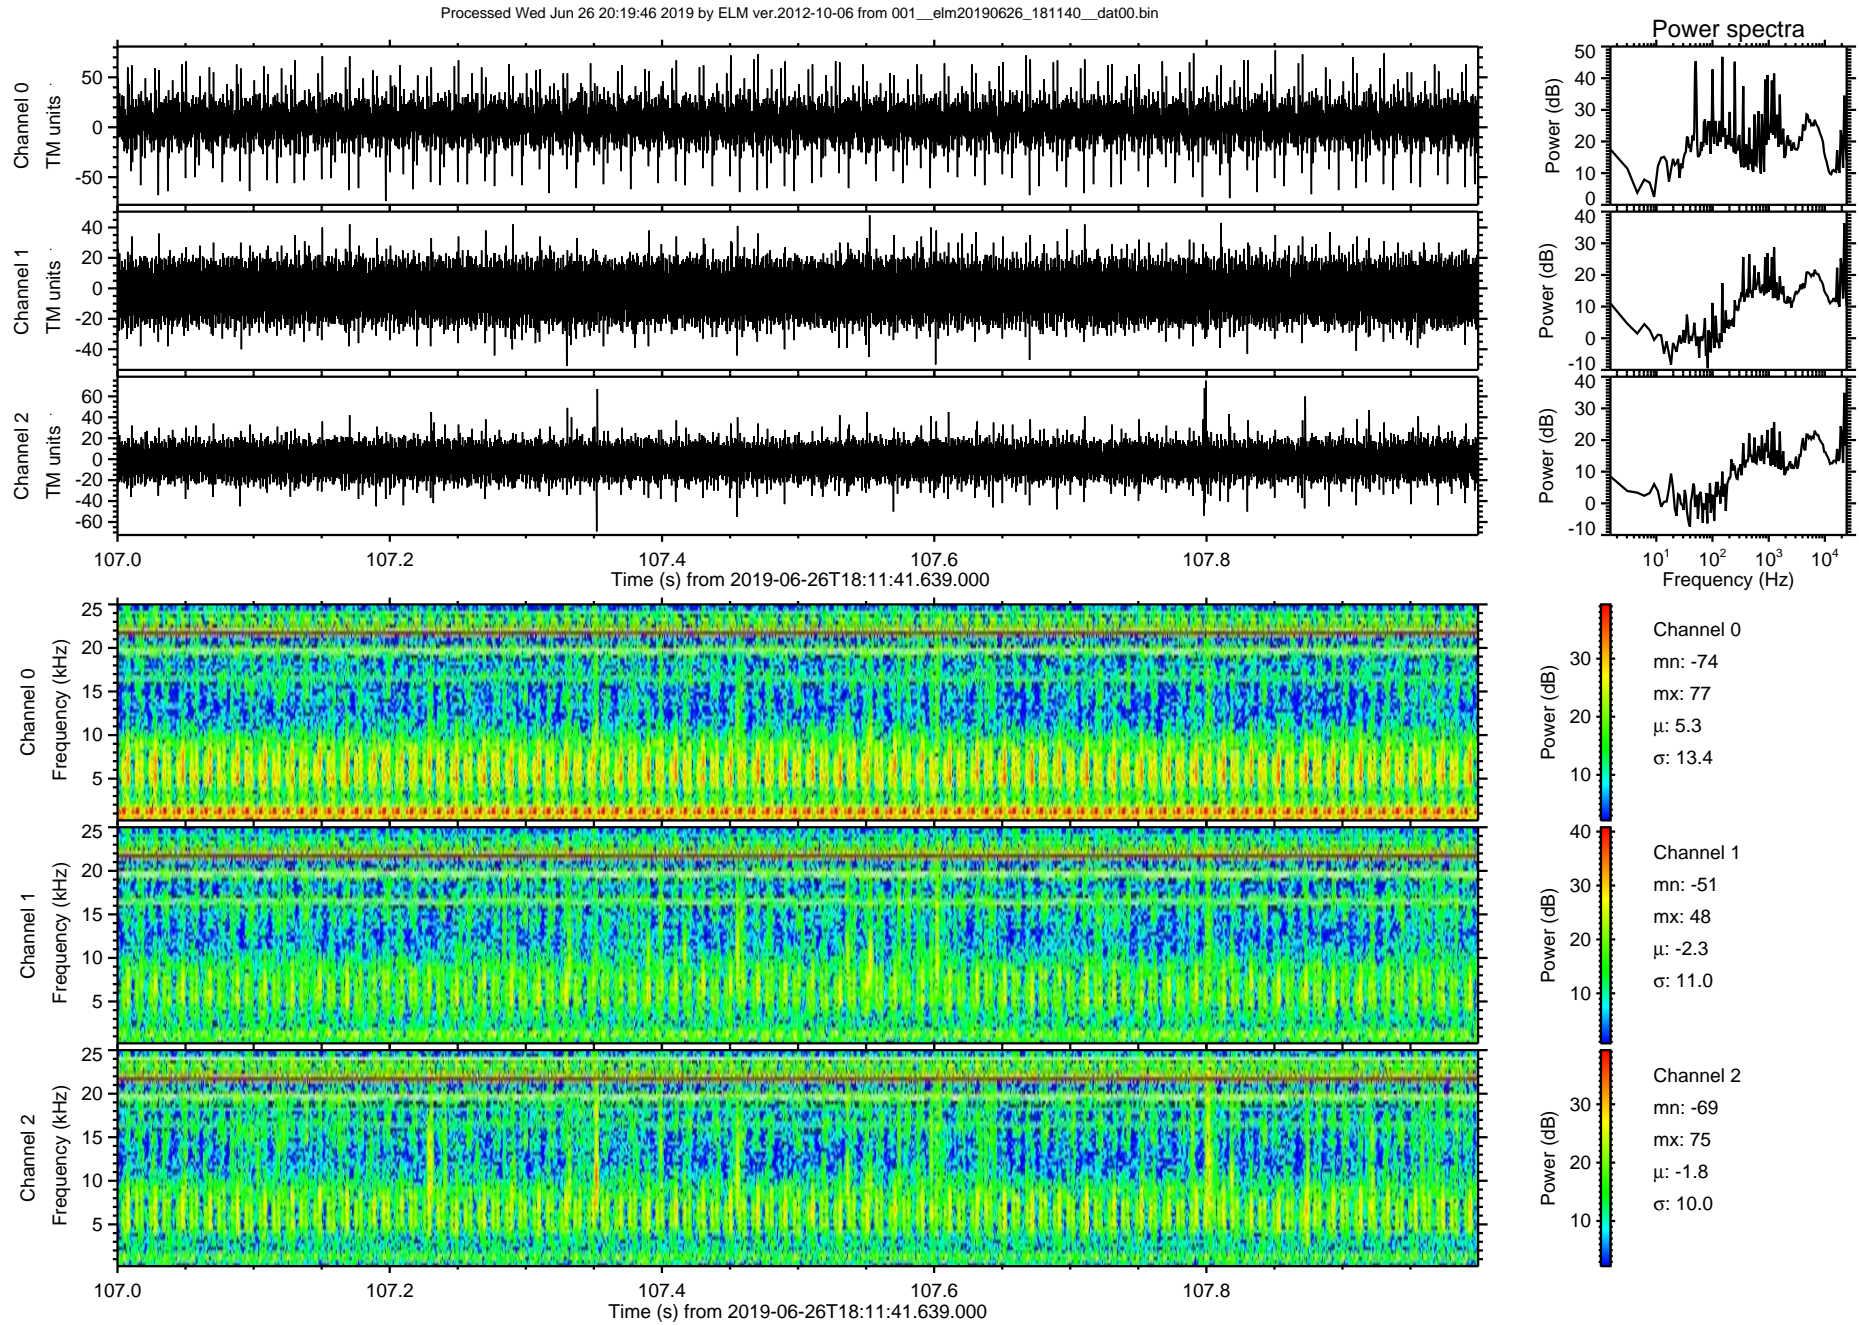 Processed Wed Jun 26 20:19:46 2019 by ELM ver.2012-10-06 from 001__elm20190626_181140__dat00.bin
Power spectra
Channel 0
TM units
50
0
-50
Power (dB)
50
40
30
20
10
0
Channel 1
TM units
40
20
0
-20
-40
Power (dB)
40
30
20
10
0
-10
Channel 2
TM units
60
40
20
0
-20
-40
-60
Power (dB)
40
30
20
10
0
-10
107.0 107.2 107.4 107.6 107.8
Time (s) from 2019-06-26T18:11:41.639.000
10^1 10^2 10^3 10^4
Frequency (Hz)
Channel 0
Frequency (kHz)
25
20
15
10
5
Power (dB)
30
20
10
Channel 0
mn: -74
mx: 77
µ: 5.3
σ: 13.4
Channel 1
Frequency (kHz)
25
20
15
10
5
Power (dB)
40
30
20
10
Channel 1
mn: -51
mx: 48
µ: -2.3
σ: 11.0
Channel 2
Frequency (kHz)
25
20
15
10
5
Power (dB)
30
20
10
Channel 2
mn: -69
mx: 75
µ: -1.8
σ: 10.0
107.0 107.2 107.4 107.6 107.8
Time (s) from 2019-06-26T18:11:41.639.000